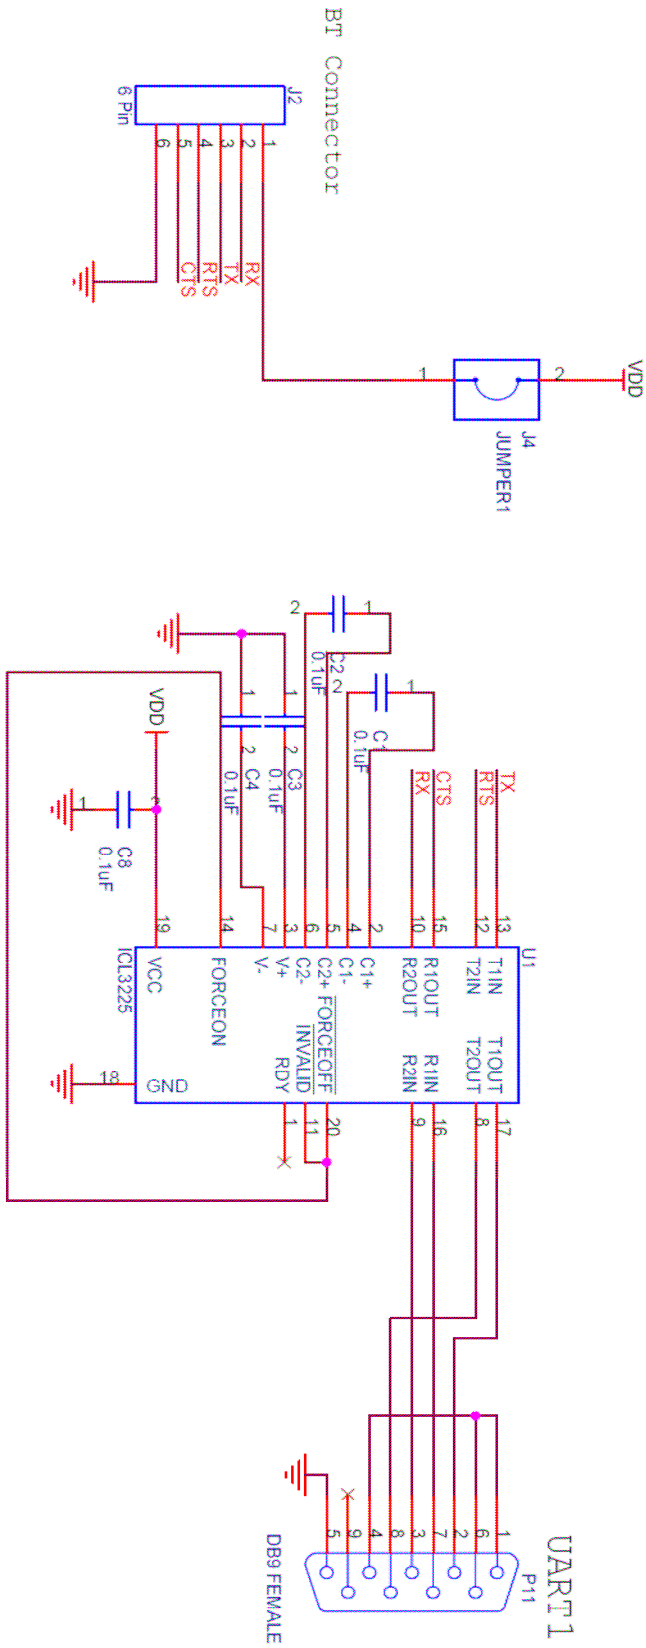 BT Connector
J2
6 Pin
1
2
3
4
5
6
RX
TX
RTS
CTS
VDD
2
1
J4
JUMPER1
2
1
C2
0.1uF
2
1
0.1uF
1
1
2
2
C3
0.1uF
C4
0.1uF
VDD
1
C8
0.1uF
TX
RTS
CTS
RX
U1
13
12
15
10
2
4
5
6
3
7
14
19
T1IN
T2IN
R1OUT
R2OUT
C1+
C1-
C2+
C2-
V+
V-
FORCEON
VCC
ICL3225
T1OUT
T2OUT
R1IN
R2IN
FORCEOFF
INVALID
RDY
GND
17
8
16
9
20
11
1
18
UART1
P11
1
6
2
7
3
8
4
9
5
DB9 FEMALE